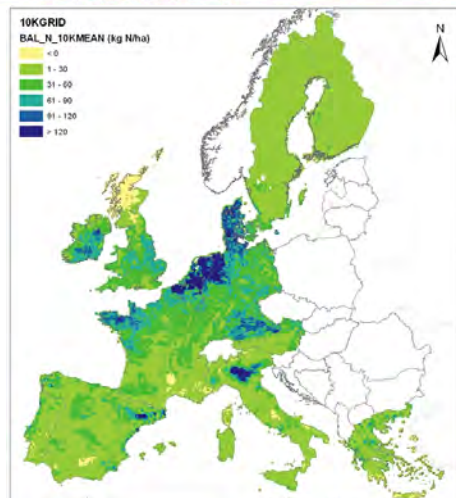 10KGRID
BAL_N_10KMEAN (kg N/ha)
< 0
1 - 30
31 - 60
61 - 90
91 - 120
> 120
N